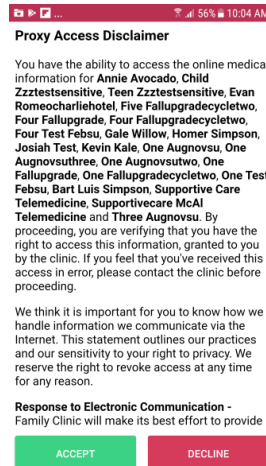 56% 10:04 AM
Proxy Access Disclaimer
You have the ability to access the online medica
information for Annie Avocado, Child
Zzztestsensitive, Teen Zzztestsensitive, Evan
Romeocharliehotel, Five Fallupgradecycletwo,
Four Fallupgrade, Four Fallupgradecycletwo,
Four Test Febsu, Gale Willow, Homer Simpson,
Josiah Test, Kevin Kale, One Augnovsu, One
Augnovsuthree, One Augnovsutwo, One
Fallupgrade, One Fallupgradecycletwo, One Test
Febsu, Bart Luis Simpson, Supportive Care
Telemedicine, Supportivecare McAl
Telemedicine and Three Augnovsu. By
proceeding, you are verifying that you have the
right to access this information, granted to you
by the clinic. If you feel that you've received this
access in error, please contact the clinic before
proceeding.
We think it is important for you to know how we
handle information we communicate via the
Internet. This statement outlines our practices
and our sensitivity to your right to privacy. We
reserve the right to revoke access at any time
for any reason.
Response to Electronic Communication -
Family Clinic will make its best effort to provide
ACCEPT DECLINE